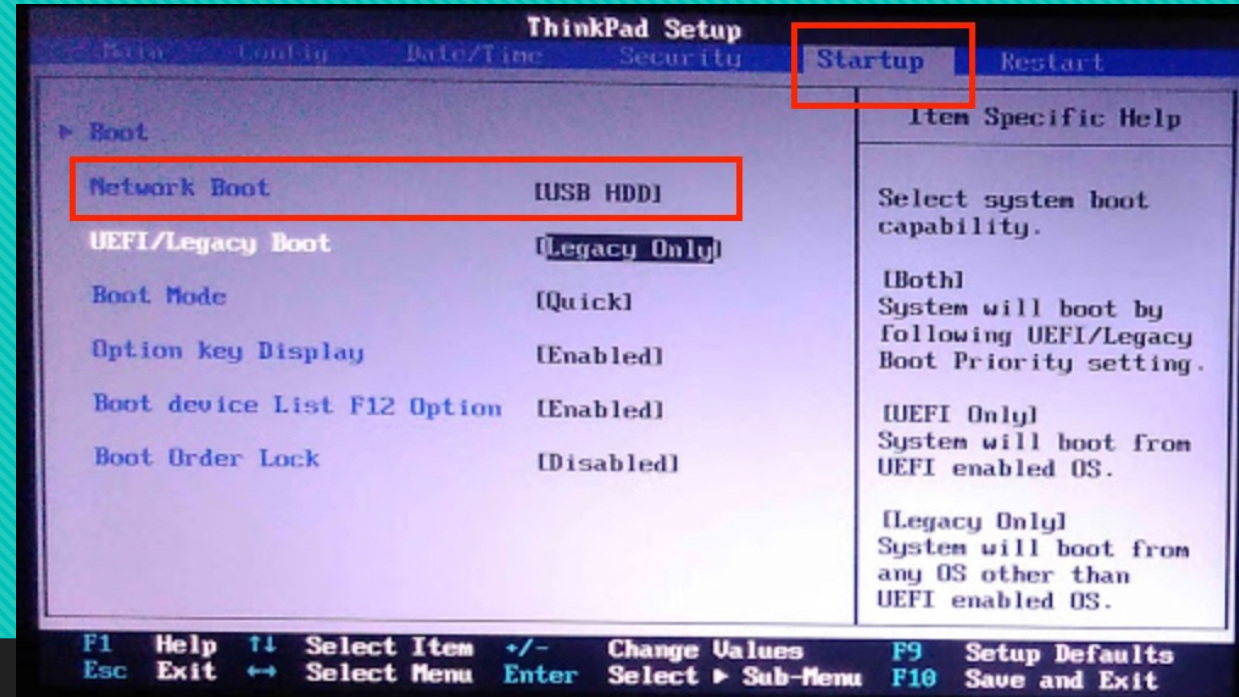 ThinkPad Setup
Main Config Date/Time Security Startup Restart
Item Specific Help
▶ Boot
Network Boot [USB HDD]
UEFI/Legacy Boot [Legacy Only]
Boot Mode [Quick]
Option key Display [Enabled]
Boot device List F12 Option [Enabled]
Boot Order Lock [Disabled]
Select system boot
capability.
[Both]
System will boot by
following UEFI/Legacy
Boot Priority setting.
[UEFI Only]
System will boot from
UEFI enabled OS.
[Legacy Only]
System will boot from
any OS other than
UEFI enabled OS.
F1 Help ↑↓ Select Item +/- Change Values F9 Setup Defaults
Esc Exit ↔ Select Menu Enter Select ▶ Sub-Menu F10 Save and Exit